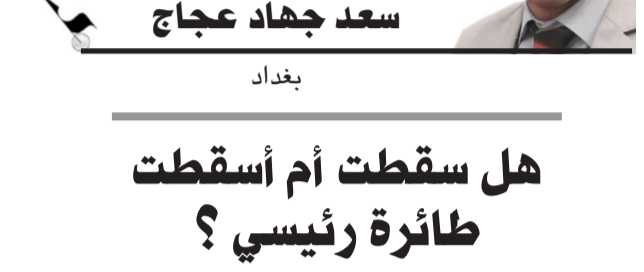 سعد جهاد عجاج
بغداد
هل سقطت أم أسقطت
طائرة رئيسي ؟